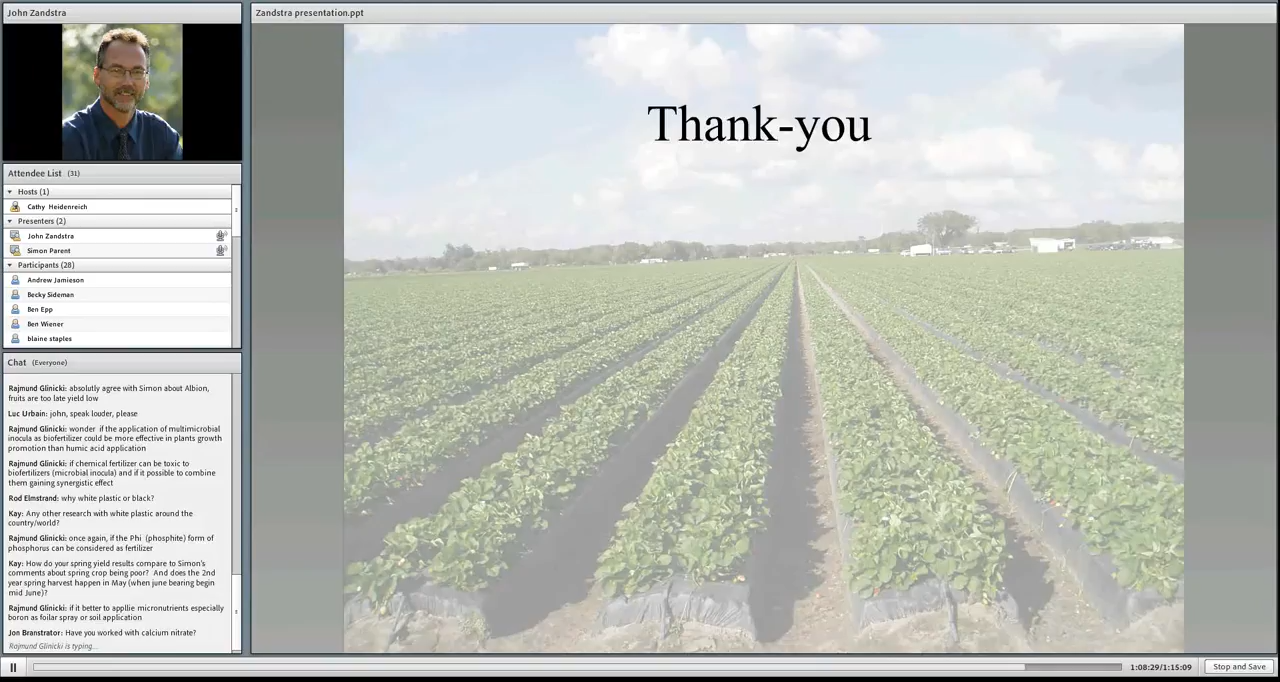 John Zandstra
Zandstra presentation.ppt
Thank-you
Attendee List (31)
Hosts (1)
Cathy Heidenreich
Presenters (2)
John Zandstra
Simon Parent
Participants (28)
Andrew Jamieson
Becky Sideman
Ben Epp
Ben Wiener
blaine staples
Chat (Everyone)
Rajmund Glinicki: absolutly agree with Simon about Albion,
fruits are too late yield low
Luc Urbain: john, speak louder, please
Rajmund Glinicki: wonder if the application of multimicrobial
inocula as biofertilizer could be more effective in plants growth
promotion than humic acid application
Rajmund Glinicki: if chemical fertilizer can be toxic to
biofertilizers (microbial inocula) and if it possible to combine
them gaining synergistic effect
Rod Elmstrand: why white plastic or black?
Kay: Any other research with white plastic around the
country/world?
Rajmund Glinicki: once again, if the Phi (phosphite) form of
phosphorus can be considered as fertilizer
Kay: How do your spring yield results compare to Simon's
comments about spring crop being poor? And does the 2nd
year spring harvest happen in May (when june bearing begin
mid June)?
Rajmund Glinicki: if it better to appllie micronutrients especially
boron as foilar spray or soil application
Jon Branstrator: Have you worked with calcium nitrate?
Rajmund Glinicki is typing...
1:08:29/1:15:09
Stop and Save